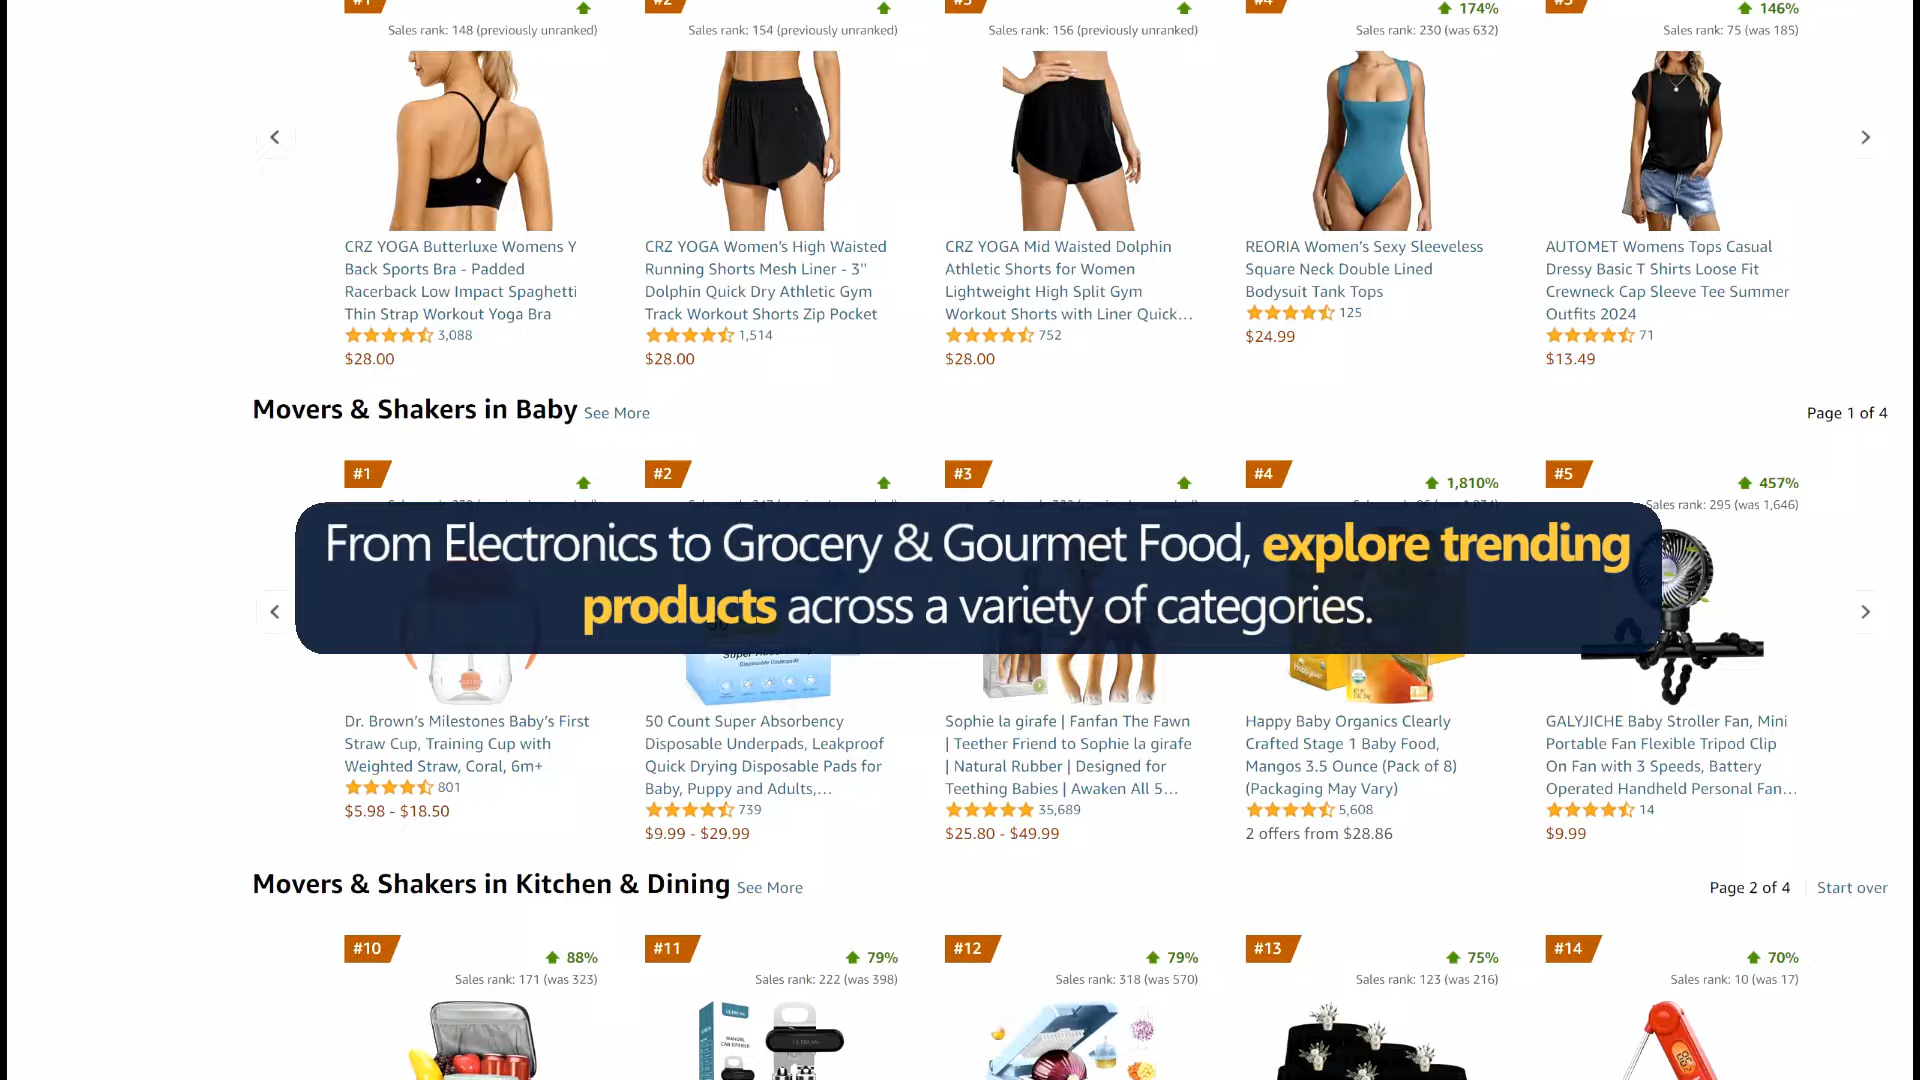 #1
#2
#3
#4
#5
174%
146%
Sales rank: 148 (previously unranked)
Sales rank: 154 (previously unranked)
Sales rank: 156 (previously unranked)
Sales rank: 230 (was 632)
Sales rank: 75 (was 185)
CRZ YOGA Butterluxe Womens Y
Back Sports Bra - Padded
Racerback Low Impact Spaghetti
Thin Strap Workout Yoga Bra
3,088
$28.00
CRZ YOGA Women's High Waisted
Running Shorts Mesh Liner - 3"
Dolphin Quick Dry Athletic Gym
Track Workout Shorts Zip Pocket
1,514
$28.00
CRZ YOGA Mid Waisted Dolphin
Athletic Shorts for Women
Lightweight High Split Gym
Workout Shorts with Liner Quick...
752
$28.00
REORIA Women's Sexy Sleeveless
Square Neck Double Lined
Bodysuit Tank Tops
125
$24.99
AUTOMET Womens Tops Casual
Dressy Basic T Shirts Loose Fit
Crewneck Cap Sleeve Tee Summer
Outfits 2024
71
$13.49
Movers & Shakers in Baby See More
Page 1 of 4
#1
#2
#3
#4
1,810%
#5
457%
Sales rank: 295 (was 1,646)
From Electronics to Grocery & Gourmet Food, explore trending
products across a variety of categories.
Super Abso
Disposable Underpads
Happybaby
Dr. Brown's Milestones Baby's First
Straw Cup, Training Cup with
Weighted Straw, Coral, 6m+
801
$5.98 - $18.50
50 Count Super Absorbency
Disposable Underpads, Leakproof
Quick Drying Disposable Pads for
Baby, Puppy and Adults,...
739
$9.99 - $29.99
Sophie la girafe | Fanfan The Fawn
| Teether Friend to Sophie la girafe
| Natural Rubber | Designed for
Teething Babies | Awaken All 5...
35,689
$25.80 - $49.99
Happy Baby Organics Clearly
Crafted Stage 1 Baby Food,
Mangos 3.5 Ounce (Pack of 8)
(Packaging May Vary)
5,608
2 offers from $28.86
GALYJICHE Baby Stroller Fan, Mini
Portable Fan Flexible Tripod Clip
On Fan with 3 Speeds, Battery
Operated Handheld Personal Fan...
14
$9.99
Movers & Shakers in Kitchen & Dining See More
Page 2 of 4 Start over
#10
88%
Sales rank: 171 (was 323)
#11
79%
Sales rank: 222 (was 398)
#12
79%
Sales rank: 318 (was 570)
#13
75%
Sales rank: 123 (was 216)
#14
70%
Sales rank: 10 (was 17)
MANUAL
CAN OPENER